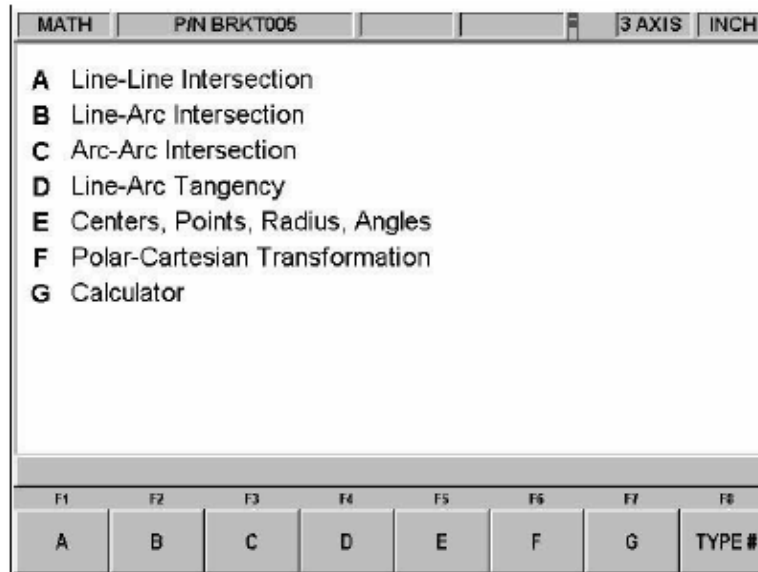 MATH P/N BRKT005 3 AXIS INCH
A Line-Line Intersection
B Line-Arc Intersection
C Arc-Arc Intersection
D Line-Arc Tangency
E Centers, Points, Radius, Angles
F Polar-Cartesian Transformation
G Calculator
F1 F2 F3 F4 F5 F6 F7 F8
A B C D E F G TYPE #